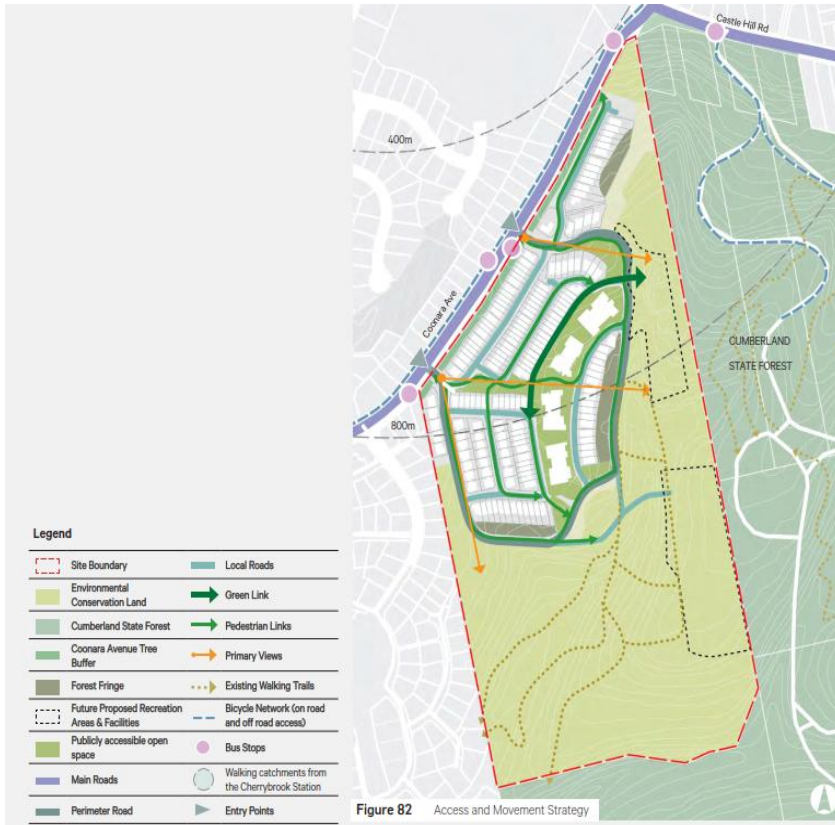 Castle Hill Rd
400m
Coonara Ave
CUMBERLAND
STATE FOREST
800m
Legend
Site Boundary
Local Roads
Environmental
Conservation Land
Green Link
Cumberland State Forest
Pedestrian Links
Coonara Avenue Tree
Buffer
Primary Views
Forest Fringe
Existing Walking Trails
Future Proposed Recreation
Areas & Facilities
Bicycle Network (on road
and off road access)
Publicly accessible open
space
Bus Stops
Main Roads
Walking catchments from
the Cherrybrook Station
Perimeter Road
Entry Points
Figure 82 Access and Movement Strategy